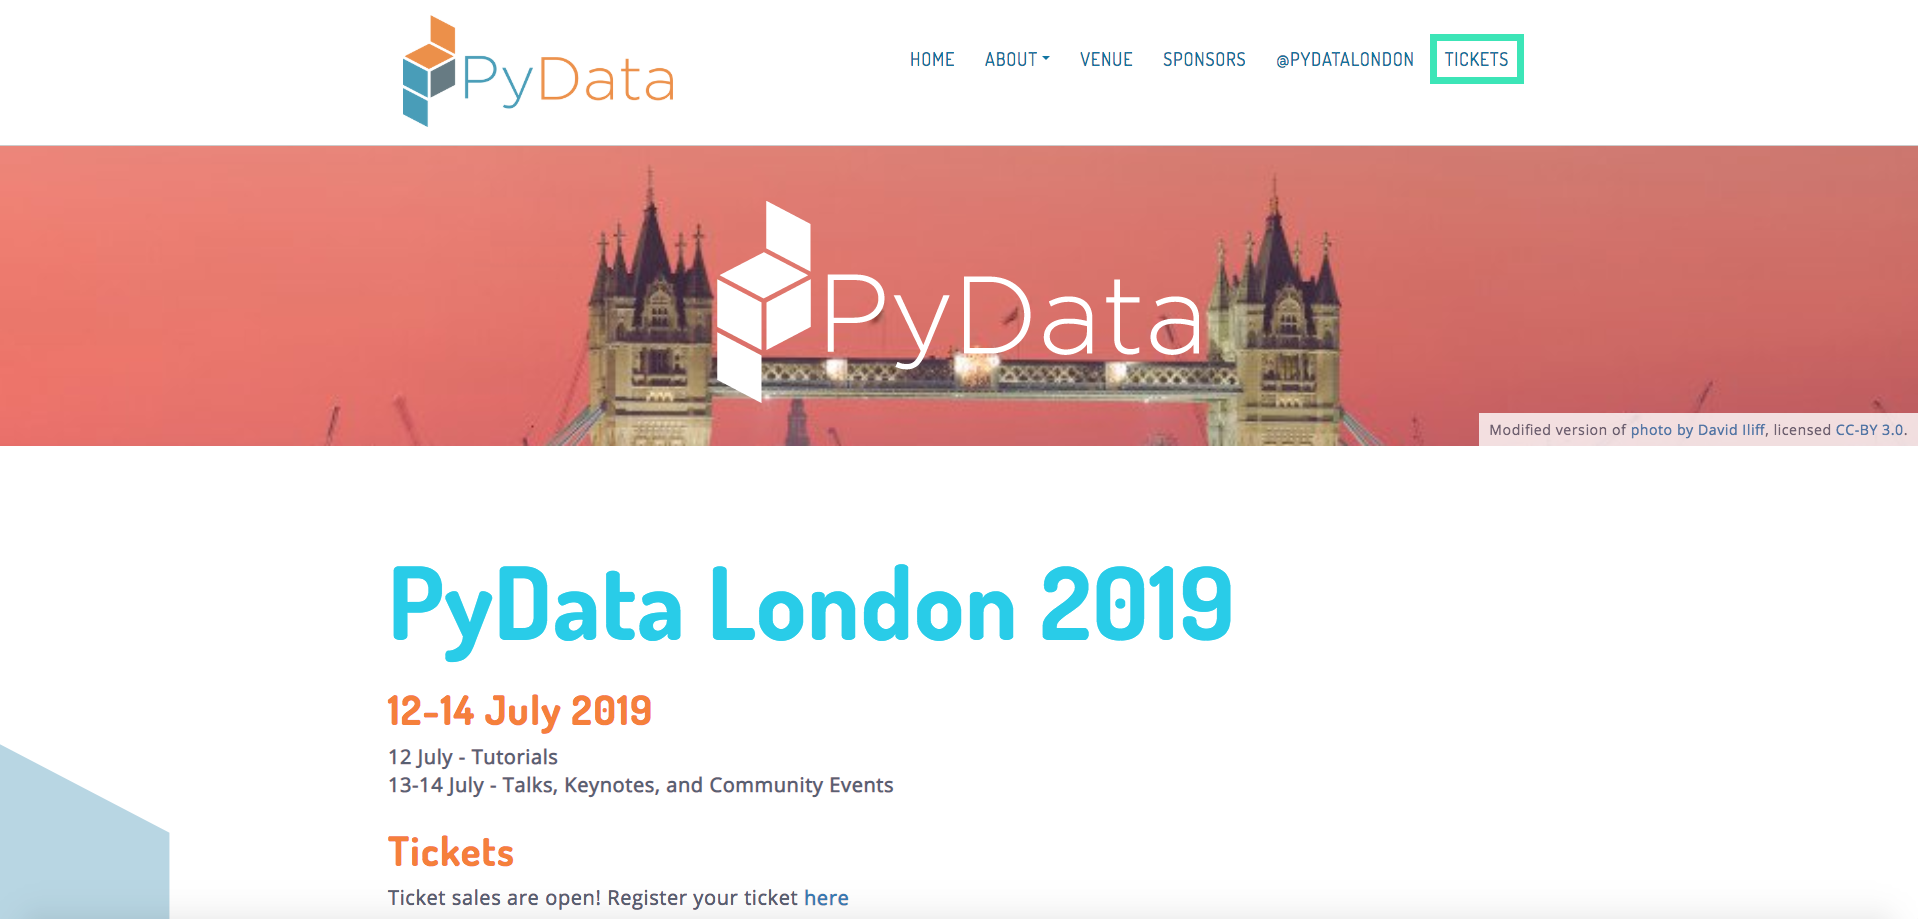 PyData
HOME ABOUT VENUE SPONSORS @PYDATALONDON TICKETS
PyData
Modified version of photo by David Iliff, licensed CC-BY 3.0.
PyData London 2019
12-14 July 2019
12 July - Tutorials
13-14 July - Talks, Keynotes, and Community Events
Tickets
Ticket sales are open! Register your ticket here